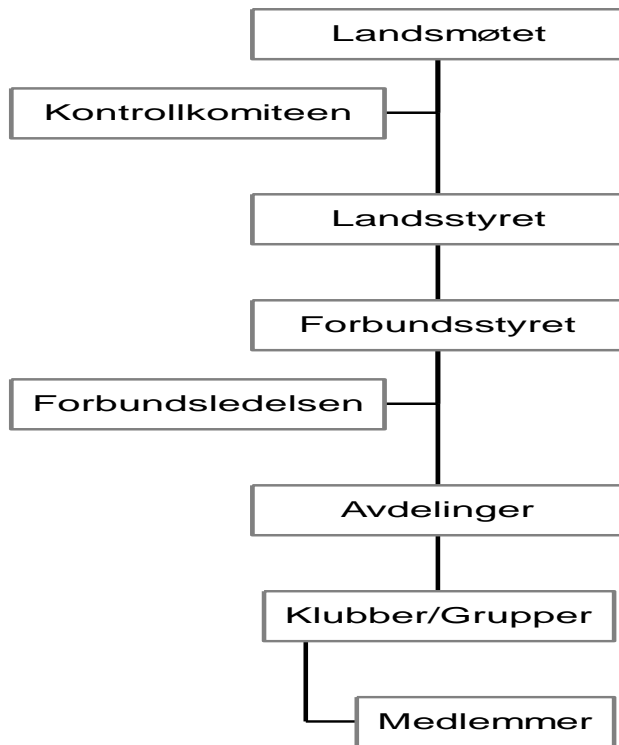 Landsmøtet
Kontrollkomiteen
Landsstyret
Forbundsstyret
Forbundsledelsen
Avdelinger
Klubber/Grupper
Medlemmer